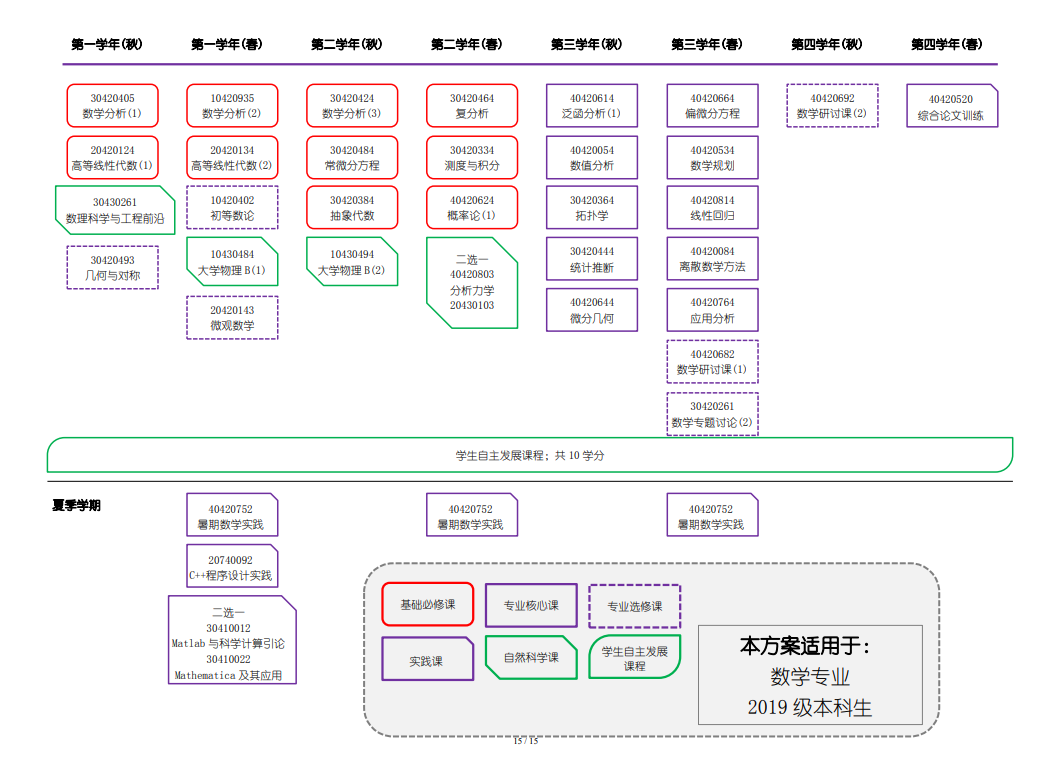 第一学年(秋)
第一学年(春)
第二学年(秋)
第二学年(春)
第三学年(秋)
第三学年(春)
第四学年(秋)
第四学年(春)
30420405
数学分析(1)
20420124
高等线性代数(1)
30430261
数理科学与工程前沿
30420493
几何与对称
10420935
数学分析(2)
20420134
高等线性代数(2)
10420402
初等数论
10430484
大学物理 B(1)
20420143
微观数学
30420424
数学分析(3)
30420484
常微分方程
30420384
抽象代数
10430494
大学物理 B(2)
30420464
复分析
30420334
测度与积分
40420624
概率论(1)
二选一
40420803
分析力学
20430103
40420614
泛函分析(1)
40420054
数值分析
30420364
拓扑学
30420444
统计推断
40420644
微分几何
40420664
偏微分方程
40420534
数学规划
40420814
线性回归
40420084
离散数学方法
40420764
应用分析
40420682
数学研讨课(1)
30420261
数学专题讨论(2)
40420692
数学研讨课(2)
40420520
综合论文训练
学生自主发展课程；共 10 学分
夏季学期
40420752
暑期数学实践
20740092
C++程序设计实践
二选一
30410012
Matlab 与科学计算引论
30410022
Mathematica 及其应用
40420752
暑期数学实践
40420752
暑期数学实践
基础必修课
专业核心课
专业选修课
实践课
自然科学课
学生自主发展
课程
本方案适用于:
数学专业
2019 级本科生
15 / 15